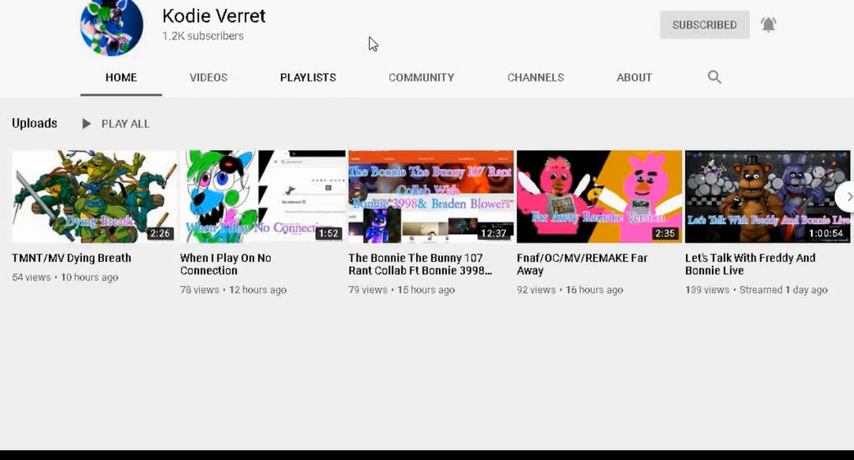 Kodie Verret
1.2K subscribers
SUBSCRIBED
HOME VIDEOS PLAYLISTS COMMUNITY CHANNELS ABOUT
Uploads PLAY ALL
Dying Breath
2:26
When I Play No Connecti
1:52
The Bonnie The Bunny 107 Rant
Collab With
Bonnie 3998& Braden Blowers
12:37
Far Away Remake Version
2:35
Let's Talk With Freddy And Bonnie Live
1:00:54
TMNT/MV Dying Breath
54 views • 10 hours ago
When I Play On No
Connection
78 views • 12 hours ago
The Bonnie The Bunny 107
Rant Collab Ft Bonnie 3998...
79 views • 15 hours ago
Fnaf/OC/MV/REMAKE Far
Away
92 views • 16 hours ago
Let's Talk With Freddy And
Bonnie Live
139 views • Streamed 1 day ago